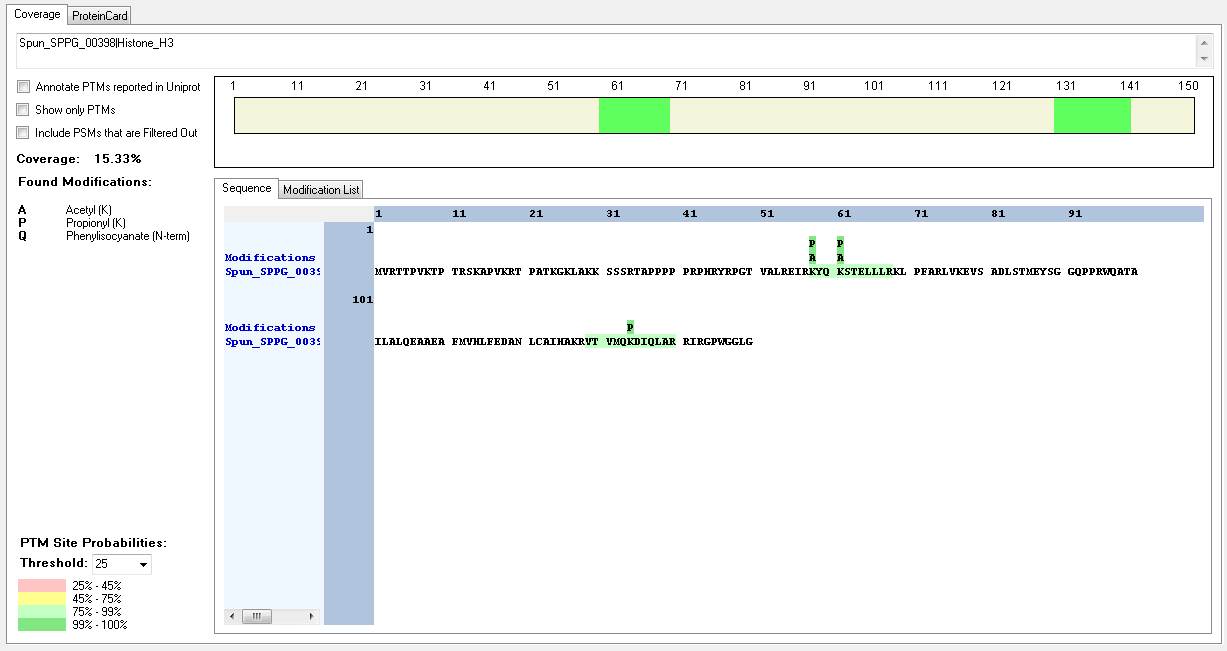 Coverage ProteinCard
Spun_SPPG_00398|Histone_H3
Annotate PTMs reported in Uniprot
Show only PTMs
Include PSMs that are Filtered Out
Coverage: 15.33%
Found Modifications:
A Acetyl (K)
P Propionyl (K)
Q Phenylisocyanate (N-term)
1 11 21 31 41 51 61 71 81 91 101 111 121 131 141 150
Sequence Modification List
1 11 21 31 41 51 61 71 81 91
1
P P
Modifications A A
Spun_SPPG_0039 MVRTTPVKTP TRSKAPVKRT PATKGKLAKK SSSRTAPPPP PRPHRYRPGT VALREIRKYQ KSTELLLRKL PFARLVKEVS ADLSTMEYSG GQPPRWQATA
101
Modifications P
Spun_SPPG_0039 ILALQEAAEA FMVHLFEDAN LCAIHAKRVT VMQKDIQLAR RIRGPWGGLG
PTM Site Probabilities:
Threshold: 25
25% - 45%
45% - 75%
75% - 99%
99% - 100%